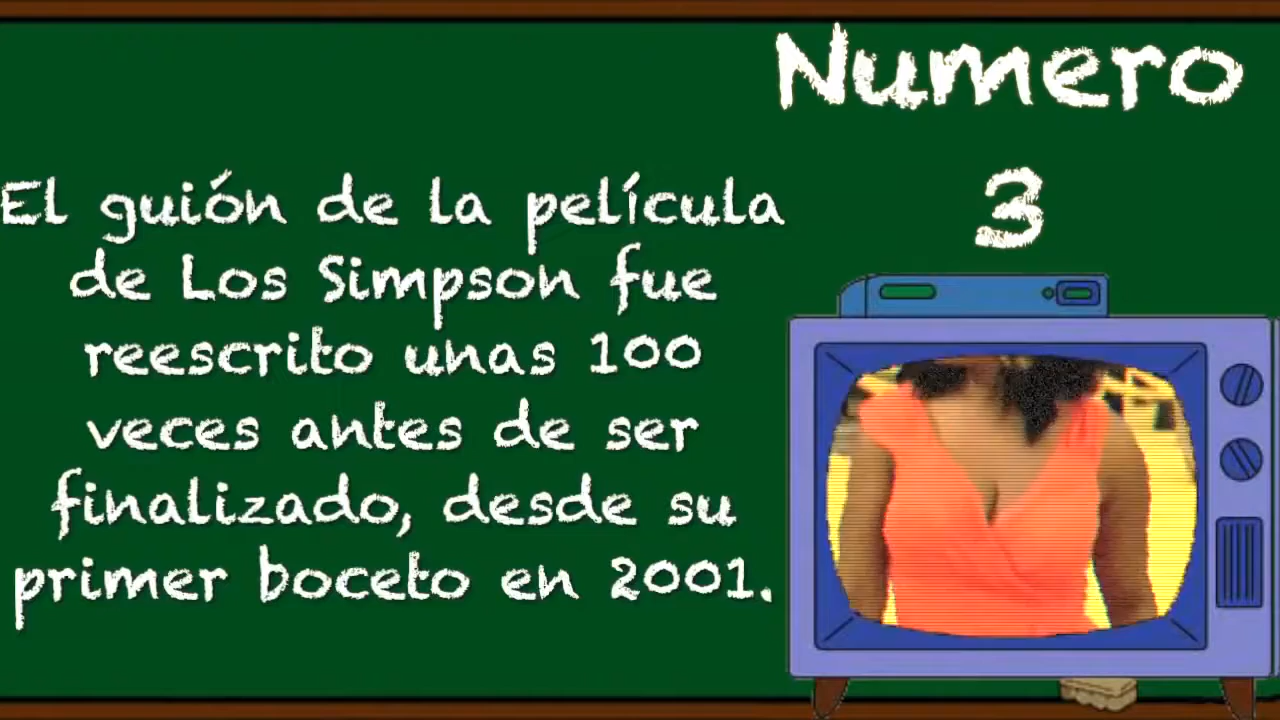 Numero
3
El guión de la película
de Los Simpson fue
reescrito unas 100
veces antes de ser
finalizado, desde su
primer boceto en 2001.